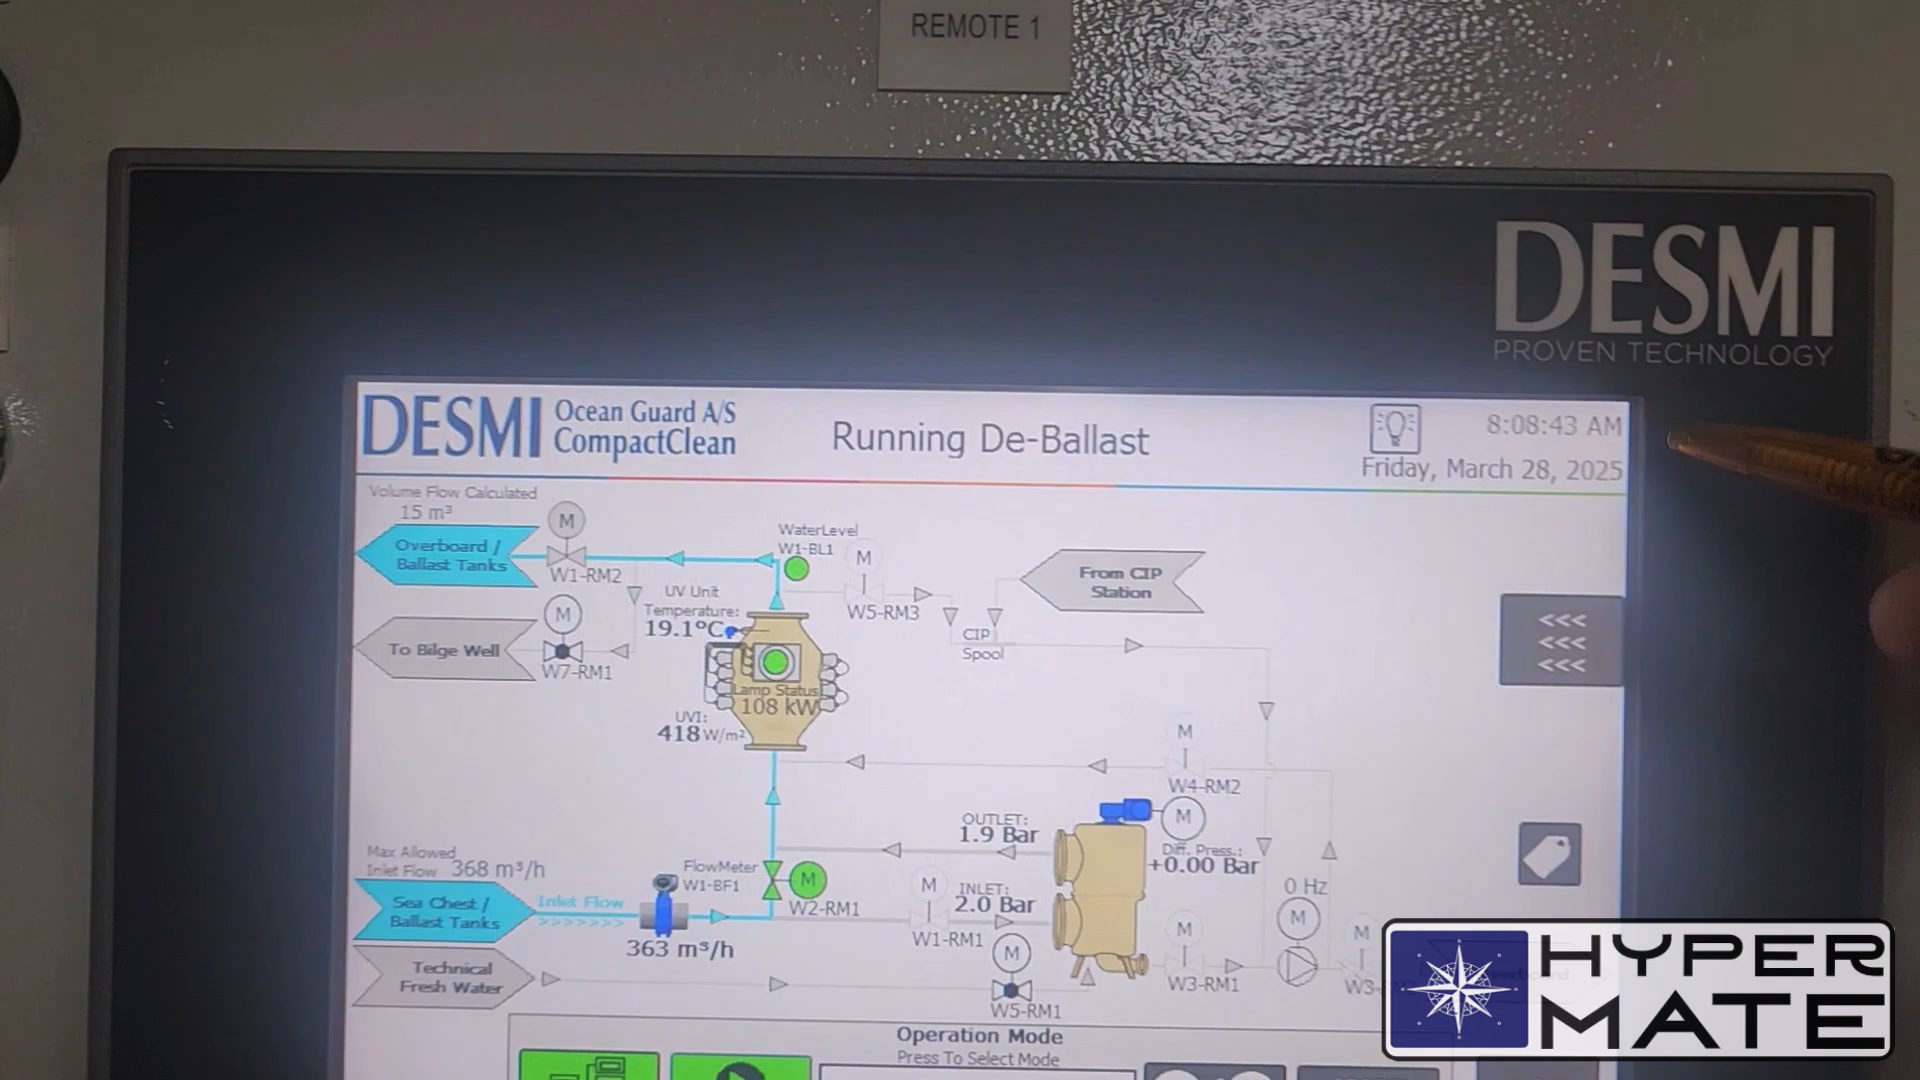 REMOTE 1
DESMI
PROVEN TECHNOLOGY
DESMI
Ocean Guard A/S
CompactClean
Running De-Ballast
8:08:43 AM
Friday, March 28, 2025
Volume Flow Calculated
15 m³
M
Overboard /
Ballast Tanks
W1-RM2
WaterLevel
W1-BL1
M
W5-RM3
From CIP
Station
CIP
Spool
<<<
<<<
<<<
UV Unit
Temperature:
19.1°C
M
To Bilge Well
W7-RM1
Lamp Status
108 kW
UVI:
418 W/m²
M
W4-RM2
OUTLET:
1.9 Bar
M
Diff. Press.:
+0.00 Bar
Max Allowed
Inlet Flow 368 m³/h
FlowMeter
W1-BF1
M
W2-RM1
Sea Chest /
Ballast Tanks
Inlet Flow
>>>>>>>
363 m³/h
M
W1-RM1
INLET:
2.0 Bar
0 Hz
M
M
W3-RM1
M
W3-
Technical
Fresh Water
M
W5-RM1
Operation Mode
Press To Select Mode
HYPER
MATE